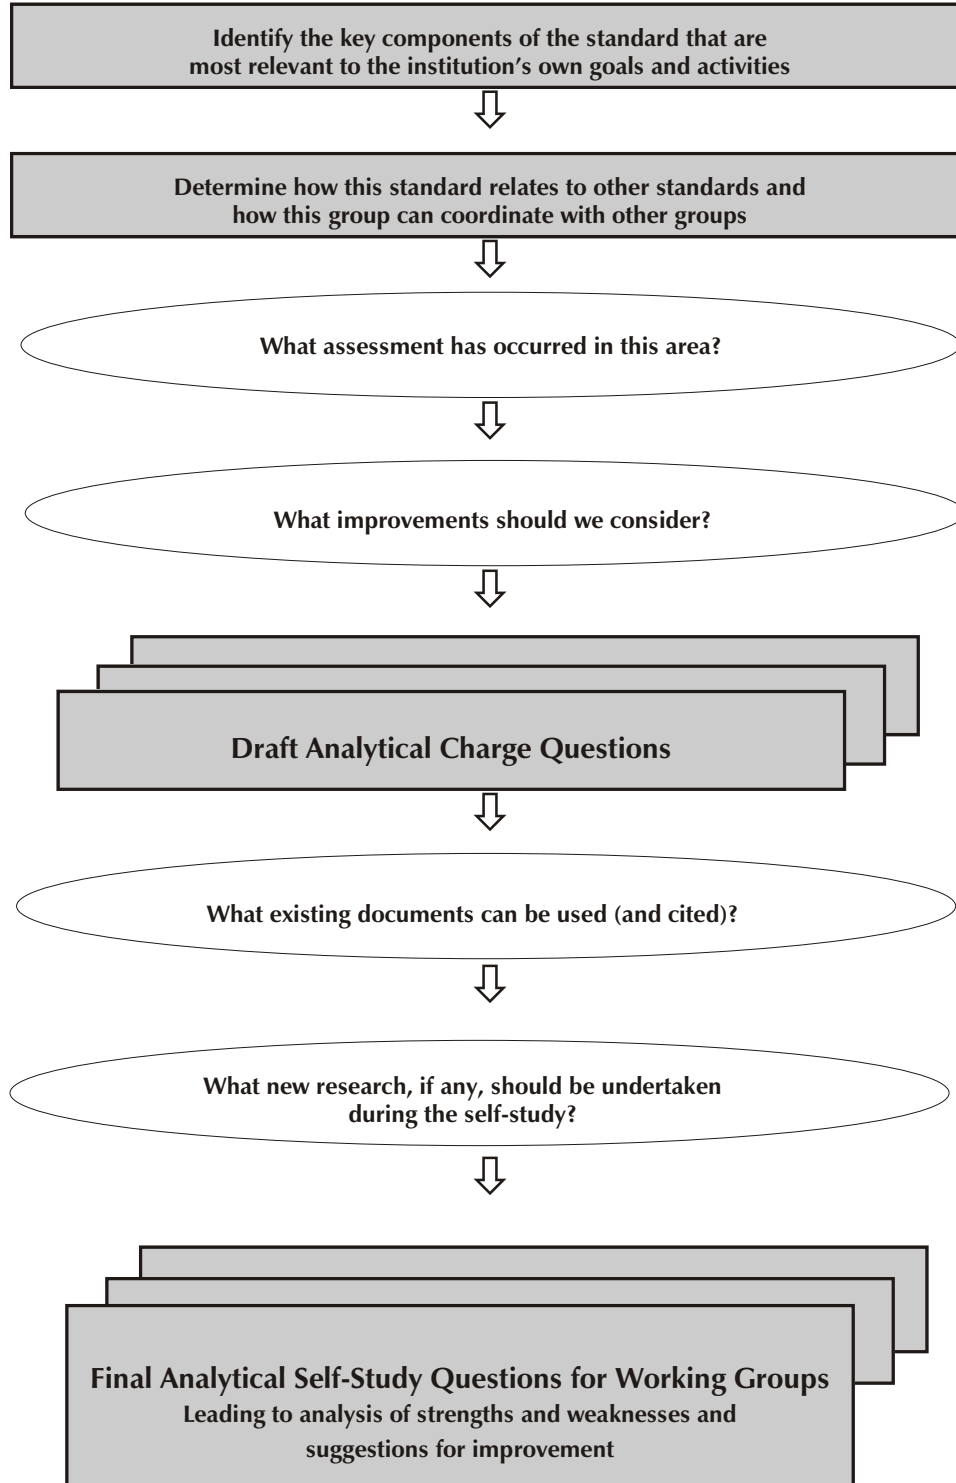 Identify the key components of the standard that are
most relevant to the institution’s own goals and activities
Determine how this standard relates to other standards and
how this group can coordinate with other groups
What assessment has occurred in this area?
What improvements should we consider?
Draft Analytical Charge Questions
What existing documents can be used (and cited)?
What new research, if any, should be undertaken
during the self-study?
Final Analytical Self-Study Questions for Working Groups
Leading to analysis of strengths and weaknesses and
suggestions for improvement